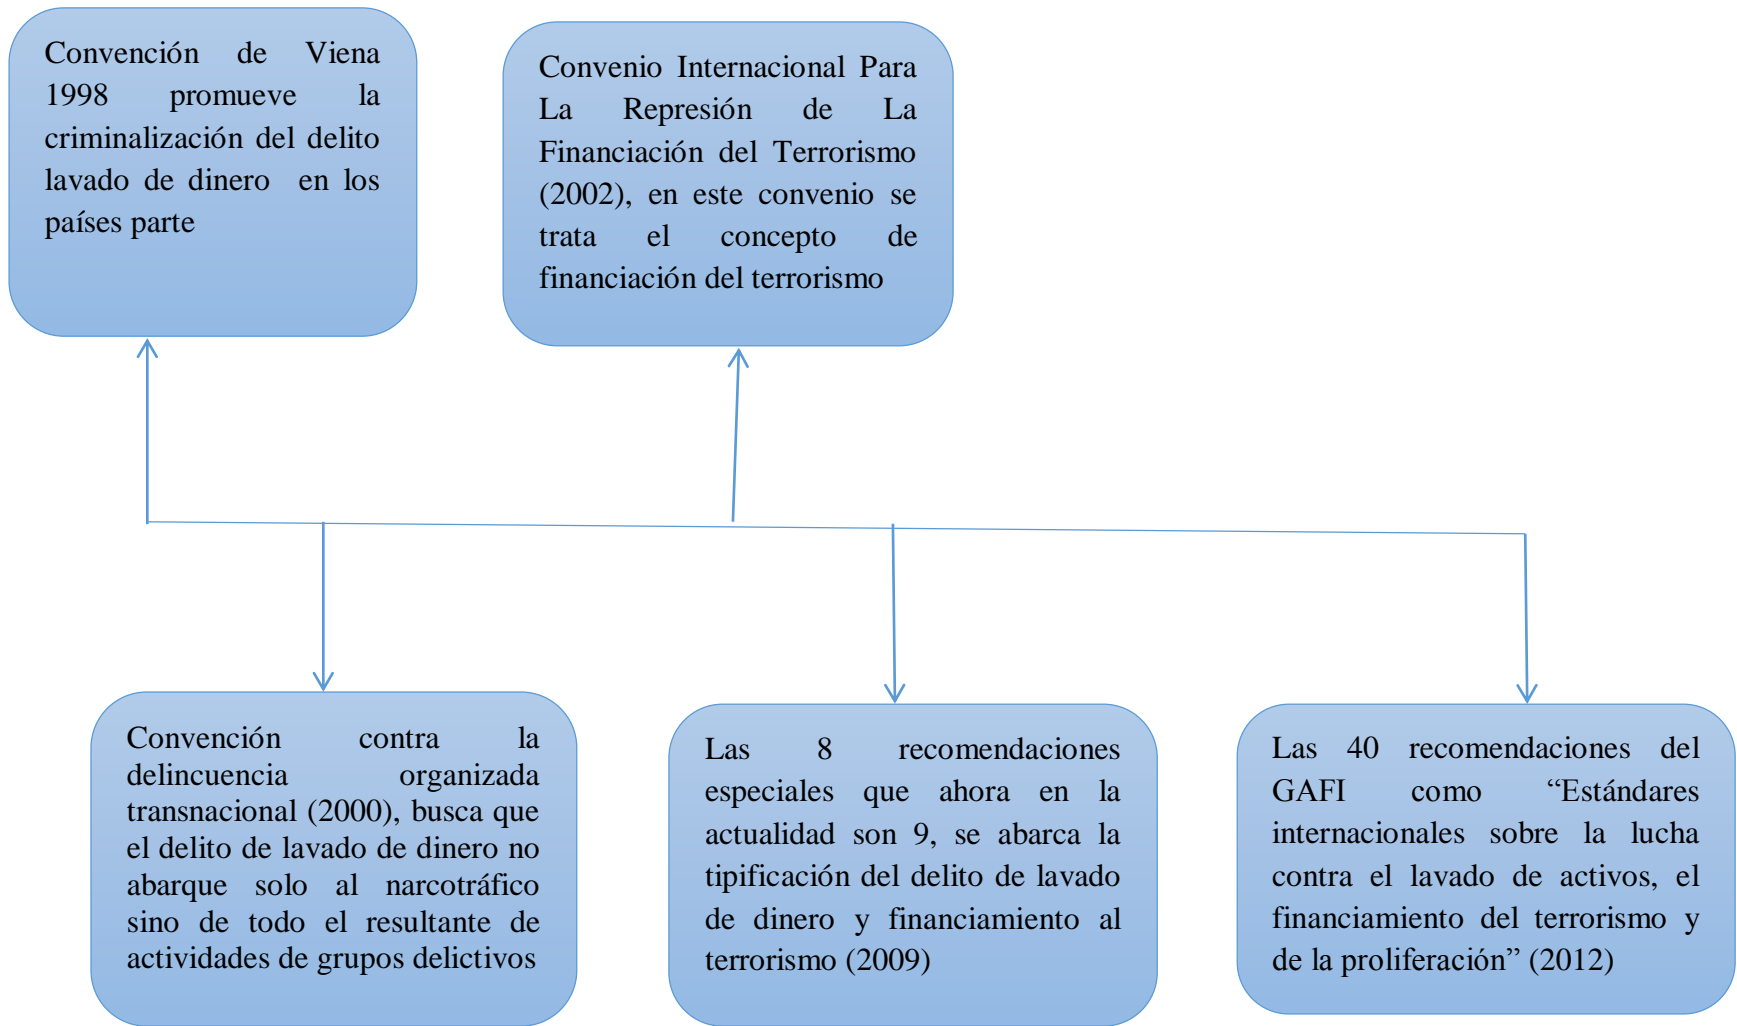 Convención de Viena
1998 promueve la
criminalización del delito
lavado de dinero en los
países parte
Convenio Internacional Para
La Represión de La
Financiación del Terrorismo
(2002), en este convenio se
trata el concepto de
financiación del terrorismo
Convención contra la
delincuencia organizada
transnacional (2000), busca que
el delito de lavado de dinero no
abarque solo al narcotráfico
sino de todo el resultante de
actividades de grupos delictivos
Las 8 recomendaciones
especiales que ahora en la
actualidad son 9, se abarca la
tipificación del delito de lavado
de dinero y financiamiento al
terrorismo (2009)
Las 40 recomendaciones del
GAFI como “Estándares
internacionales sobre la lucha
contra el lavado de activos, el
financiamiento del terrorismo y
de la proliferación” (2012)